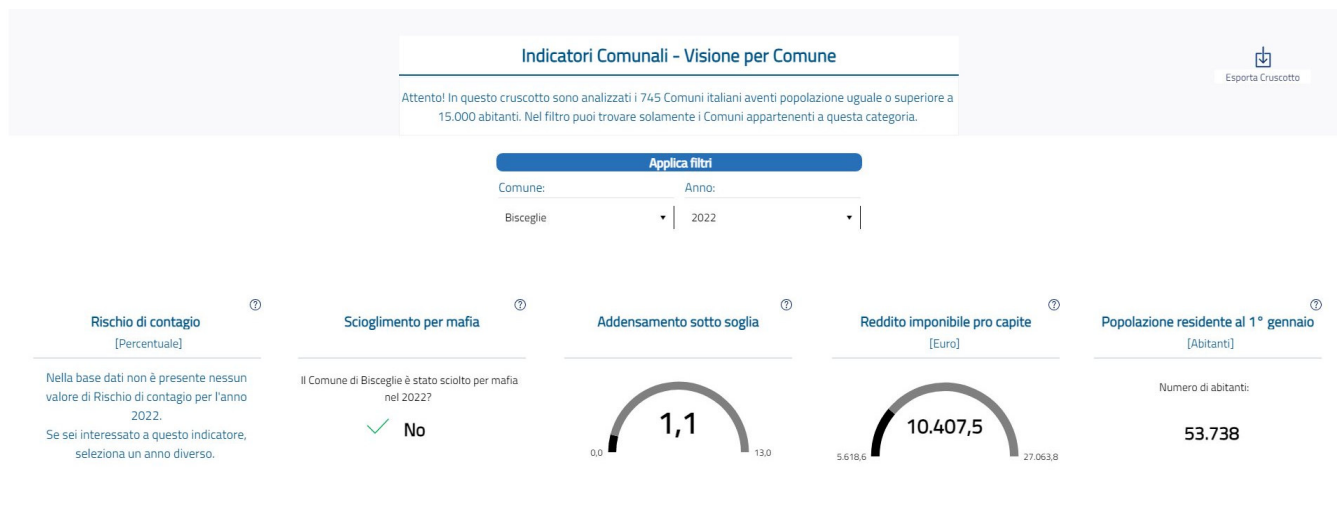 Indicatori Comunali - Visione per Comune
Esporta Cruscotto
Attento! In questo cruscotto sono analizzati i 745 Comuni italiani aventi popolazione uguale o superiore a
15.000 abitanti. Nel filtro puoi trovare solamente i Comuni appartenenti a questa categoria.
Applica filtri
Comune:
Anno:
Bisceglie
2022
?
Rischio di contagio
[Percentuale]
Nella base dati non è presente nessun
valore di Rischio di contagio per l'anno
2022.
Se sei interessato a questo indicatore,
seleziona un anno diverso.
?
Scioglimento per mafia
Il Comune di Bisceglie è stato sciolto per mafia
nel 2022?
No
?
Addensamento sotto soglia
1,1
0,0
13,0
?
Reddito imponibile pro capite
[Euro]
10.407,5
5.618,6
27.063,8
?
Popolazione residente al 1° gennaio
[Abitanti]
Numero di abitanti:
53.738